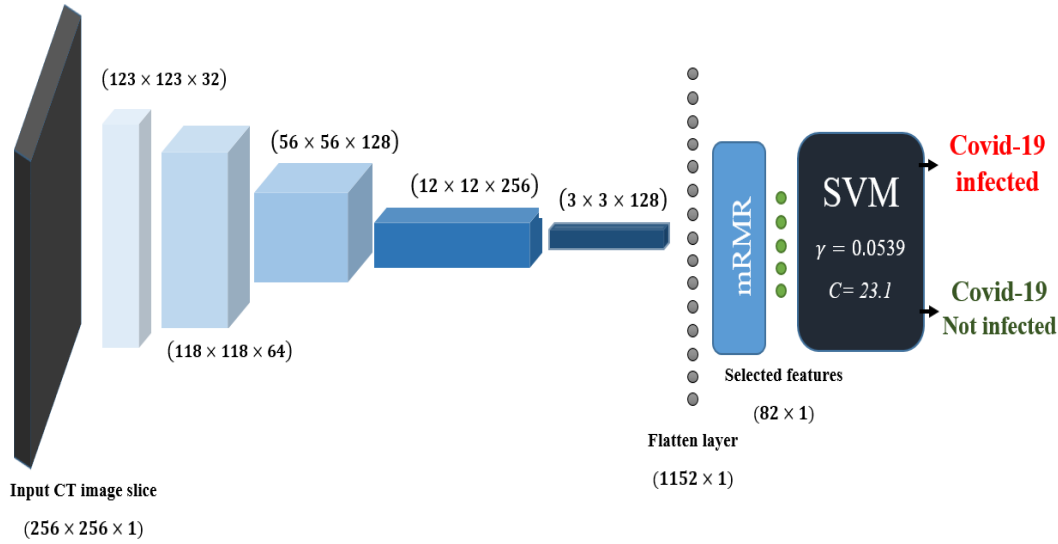 (123 × 123 × 32)
(56 × 56 × 128)
(12 × 12 × 256)
(3 × 3 × 128)
(118 × 118 × 64)
mRMR
SVM
γ = 0.0539
C= 23.1
Covid-19
infected
Covid-19
Not infected
Selected features
(82 × 1)
Flatten layer
(1152 × 1)
Input CT image slice
(256 × 256 × 1)